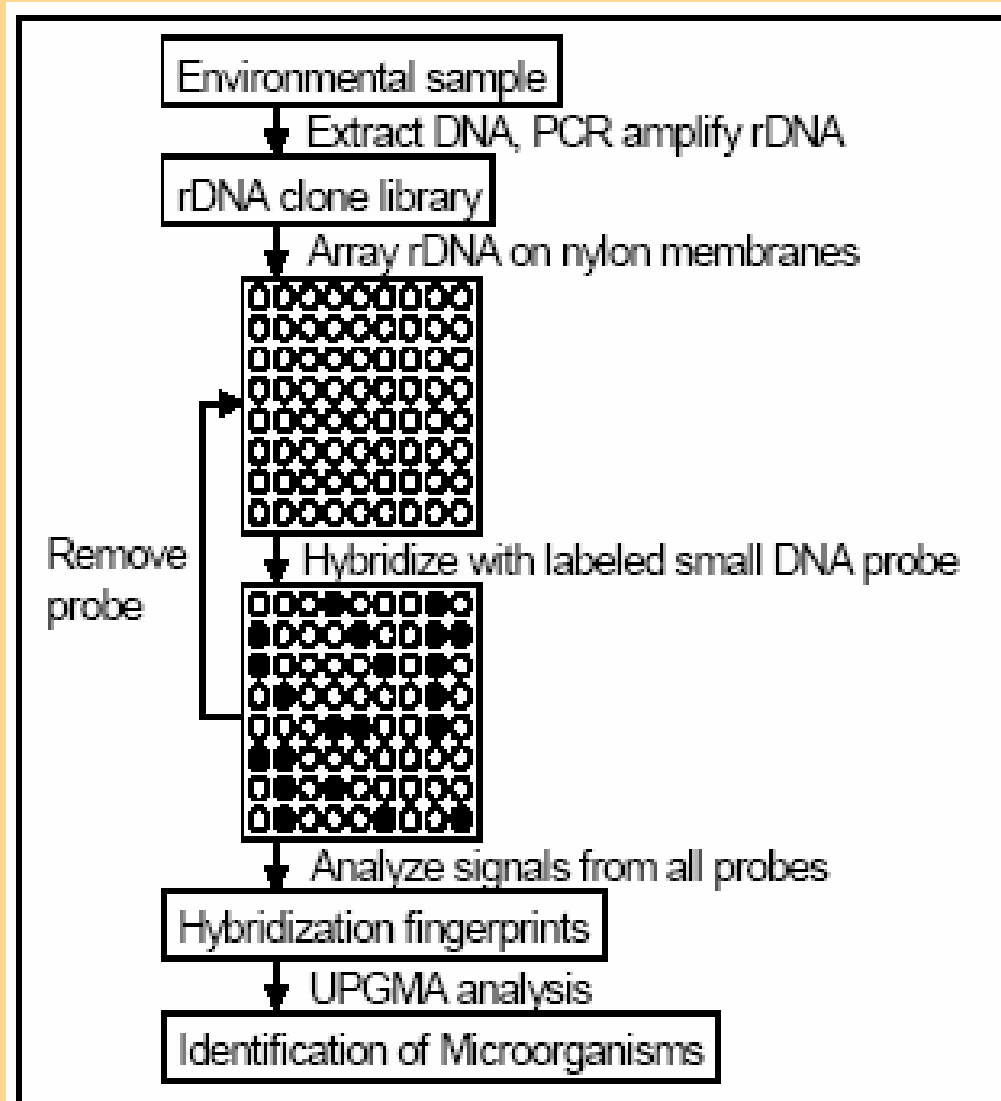 Environmental sample
Extract DNA, PCR amplify rDNA
rDNA clone library
Array rDNA on nylon membranes
Remove
probe
Hybridize with labeled small DNA probe
Analyze signals from all probes
Hybridization fingerprints
UPGMA analysis
Identification of Microorganisms